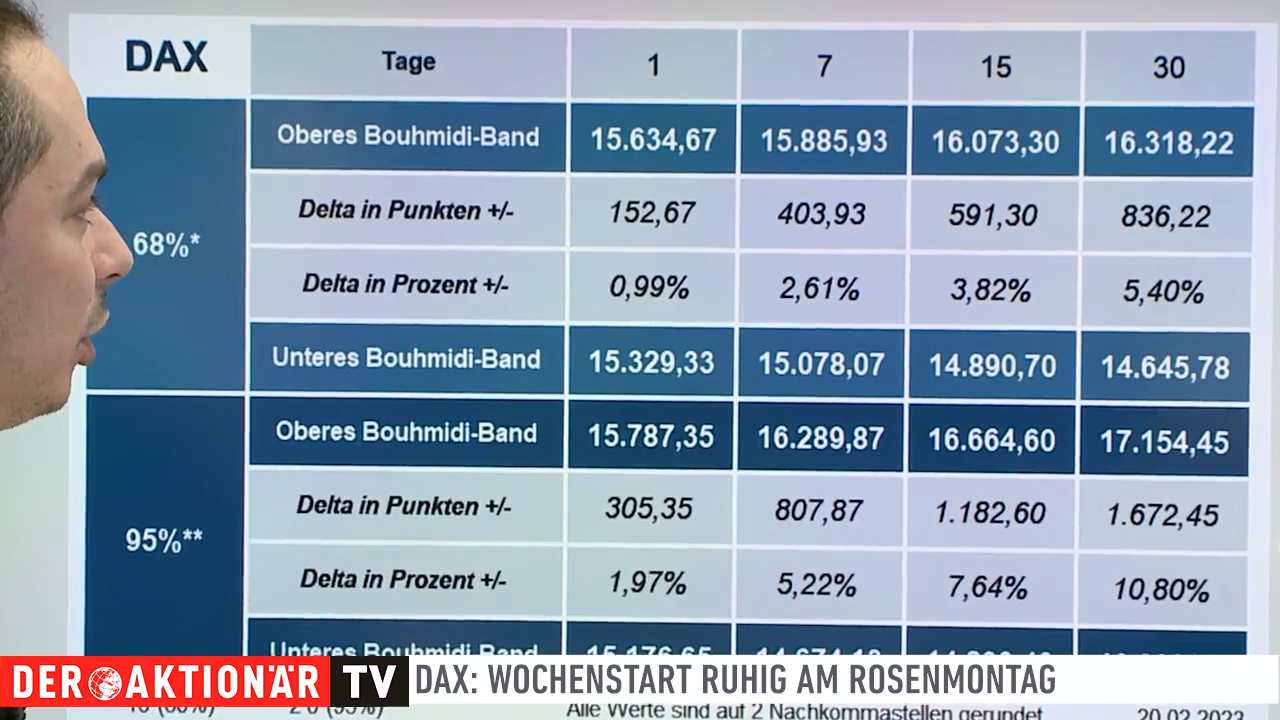 DAX Tage 1 7 15 30
Oberes Bouhmidi-Band 15.634,67 15.885,93 16.073,30 16.318,22
Delta in Punkten +/- 152,67 403,93 591,30 836,22
68%*
Delta in Prozent +/- 0,99% 2,61% 3,82% 5,40%
Unteres Bouhmidi-Band 15.329,33 15.078,07 14.890,70 14.645,78
Oberes Bouhmidi-Band 15.787,35 16.289,87 16.664,60 17.154,45
Delta in Punkten +/- 305,35 807,87 1.182,60 1.672,45
95%**
Delta in Prozent +/- 1,97% 5,22% 7,64% 10,80%
Unteres Bouhmidi-Band 15.176,65
DER AKTIONÄR TV DAX: WOCHENSTART RUHIG AM ROSENMONTAG
Alle Werte sind auf 2 Nachkommastellen gerundet